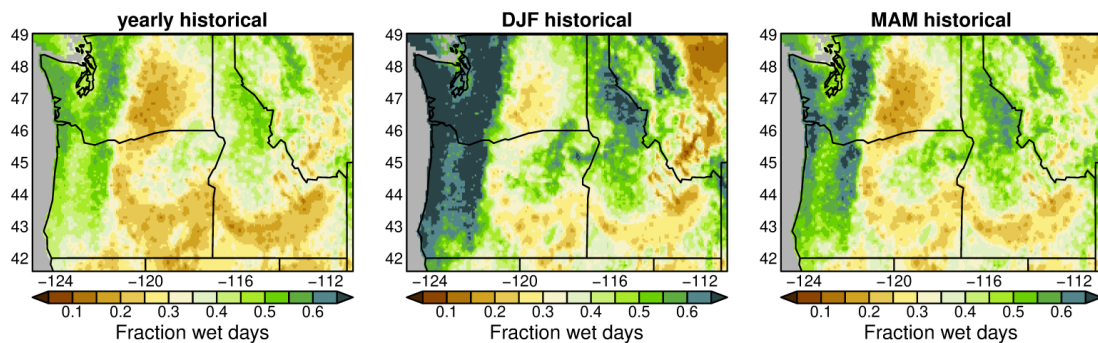 yearly historical
49
48
47
46
45
44
43
42
−124 −120 −116 −112
0.1 0.2 0.3 0.4 0.5 0.6
Fraction wet days
DJF historical
49
48
47
46
45
44
43
42
−124 −120 −116 −112
0.1 0.2 0.3 0.4 0.5 0.6
Fraction wet days
MAM historical
49
48
47
46
45
44
43
42
−124 −120 −116 −112
0.1 0.2 0.3 0.4 0.5 0.6
Fraction wet days